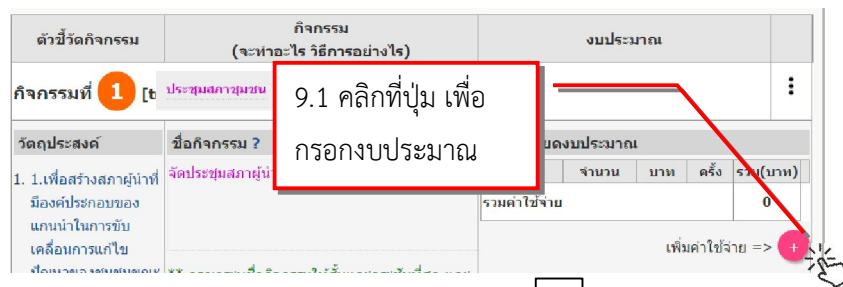 ตัวชี้วัดกิจกรรม
กิจกรรม
(จะทำอะไร วิธีการอย่างไร)
งบประมาณ
กิจกรรมที่ 1 [t
ประชุมสภาชุมชน
9.1 คลิกที่ปุ่ม เพื่อ
กรอกงบประมาณ
วัตถุประสงค์
ชื่อกิจกรรม ?
ยดงบประมาณ
1. 1.เพื่อสร้างสภาผู้นำที่
มีองค์ประกอบของ
แกนนำในการขับ
เคลื่อนการแก้ไข
จัดประชุมสภาผู้นำ
จำนวน บาท ครั้ง รวม(บาท)
รวมค่าใช้จ่าย 0
เพิ่มค่าใช้จ่าย => +